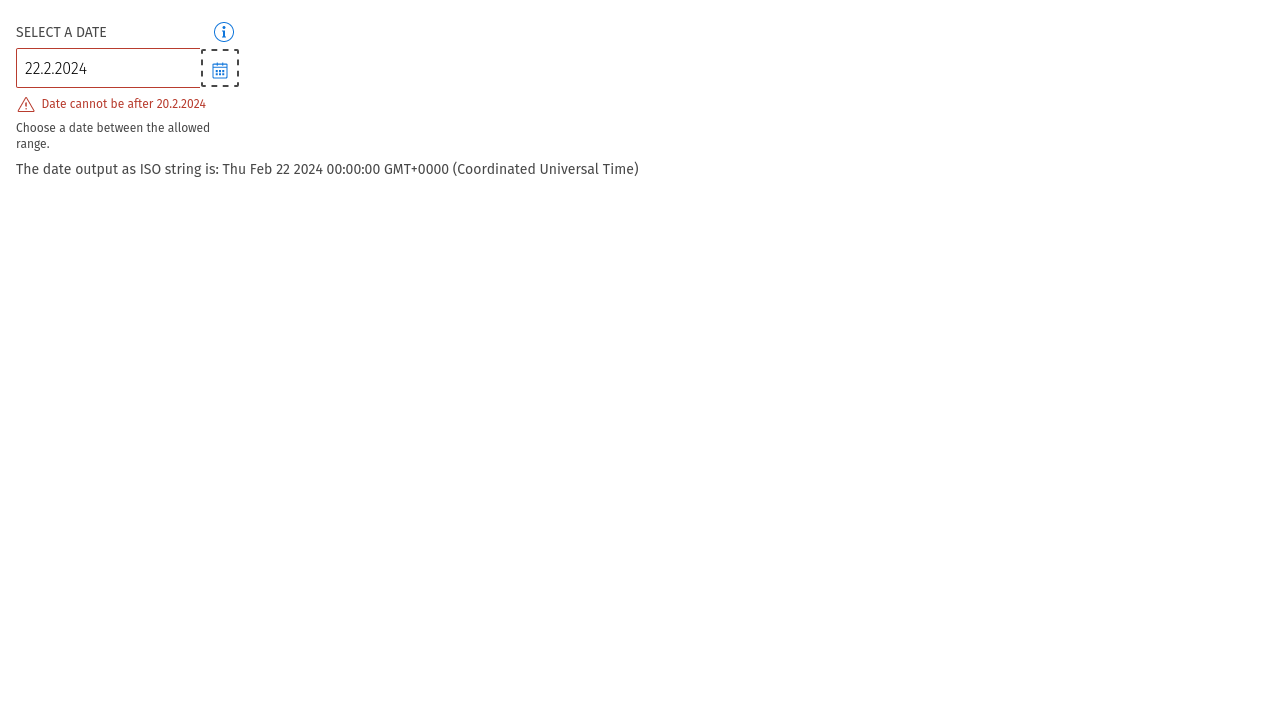 SELECT A DATE
22.2.2024
Date cannot be after 20.2.2024
Choose a date between the allowed
range.
The date output as ISO string is: Thu Feb 22 2024 00:00:00 GMT+0000 (Coordinated Universal Time)